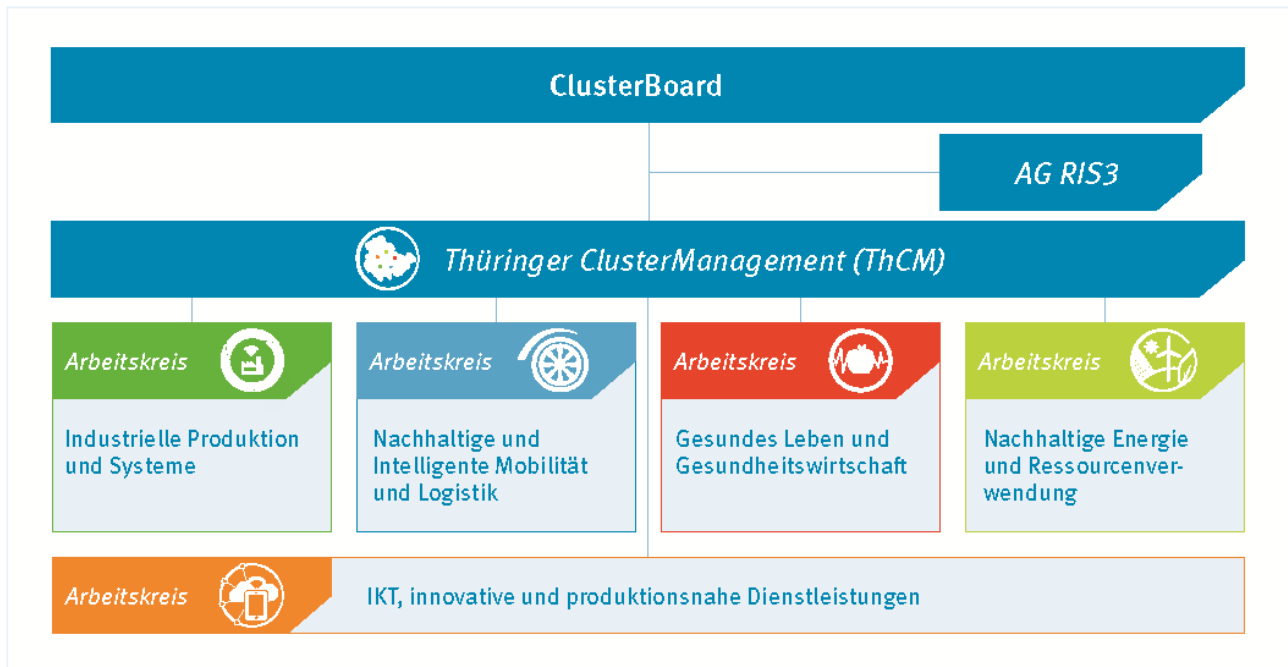 ClusterBoard
AG RIS3
Thüringer ClusterManagement (ThCM)
Arbeitskreis
Industrielle Produktion
und Systeme
Arbeitskreis
Nachhaltige und
Intelligente Mobilität
und Logistik
Arbeitskreis
Gesundes Leben und
Gesundheitswirtschaft
Arbeitskreis
Nachhaltige Energie
und Ressourcenver-
wendung
Arbeitskreis
IKT, innovative und produktionsnahe Dienstleistungen